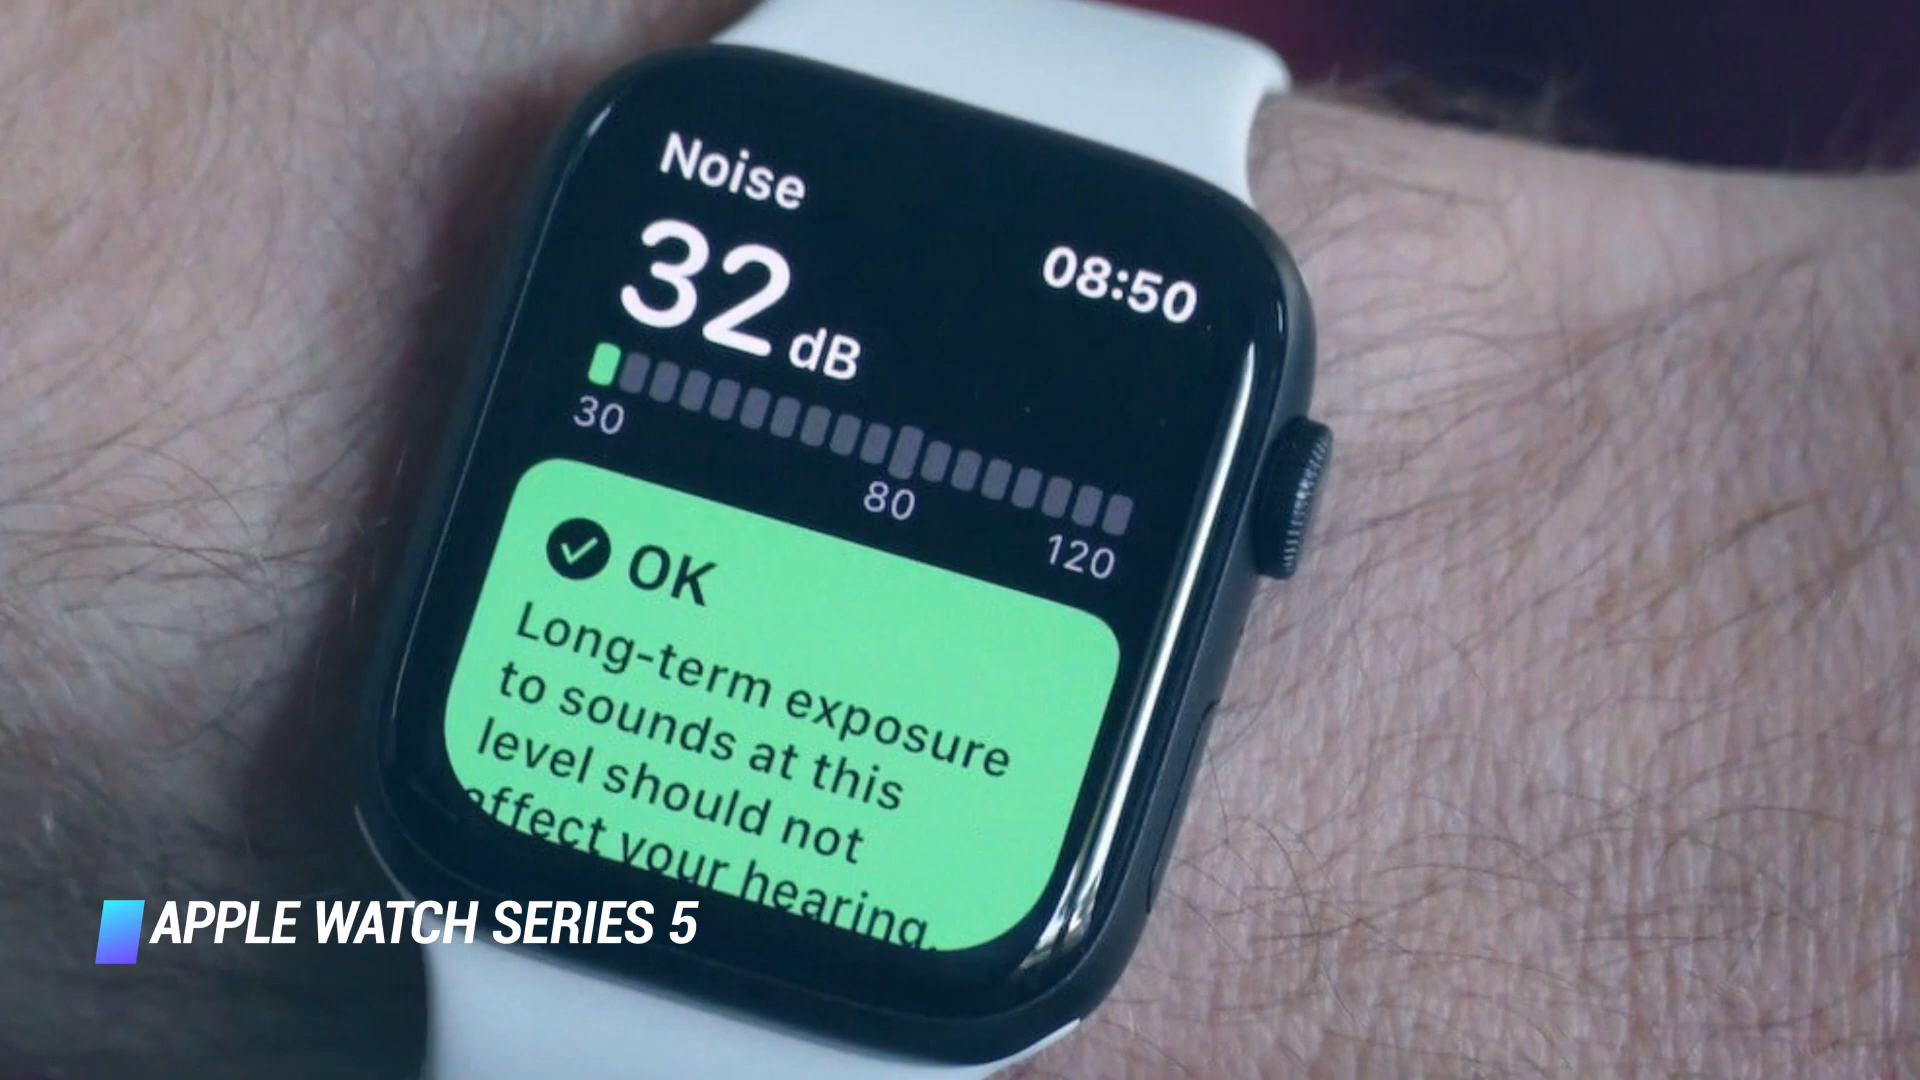 Noise
08:50
32 dB
30
80
120
OK
Long-term exposure
to sounds at this
level should not
affect your hearing.
APPLE WATCH SERIES 5